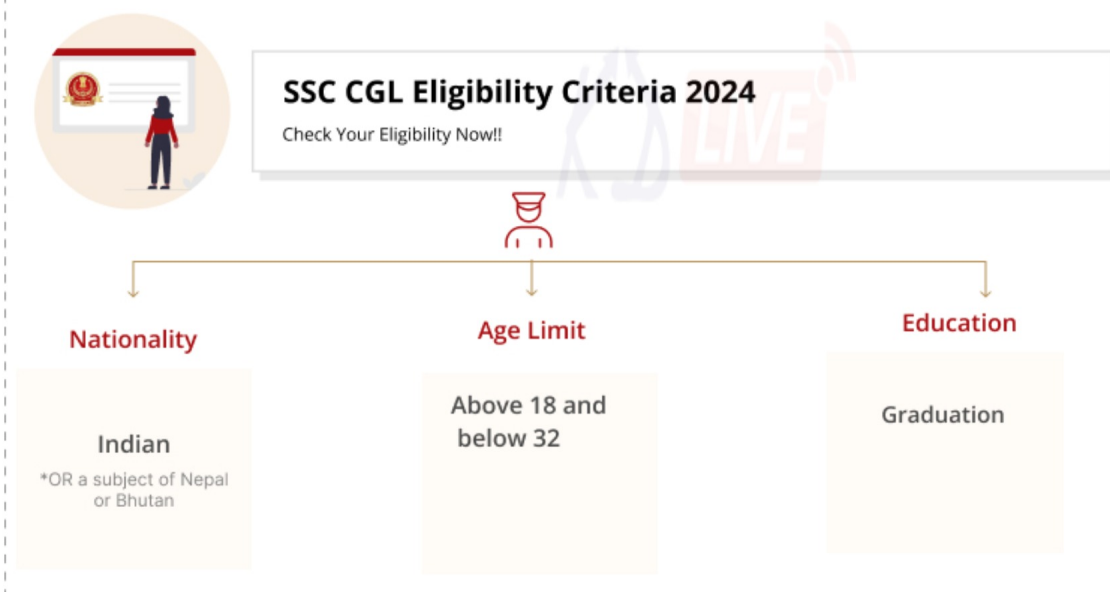 SSC CGL Eligibility Criteria 2024
Check Your Eligibility Now!!
LIVE
Nationality
Indian
*OR a subject of Nepal
or Bhutan
Age Limit
Above 18 and
below 32
Education
Graduation